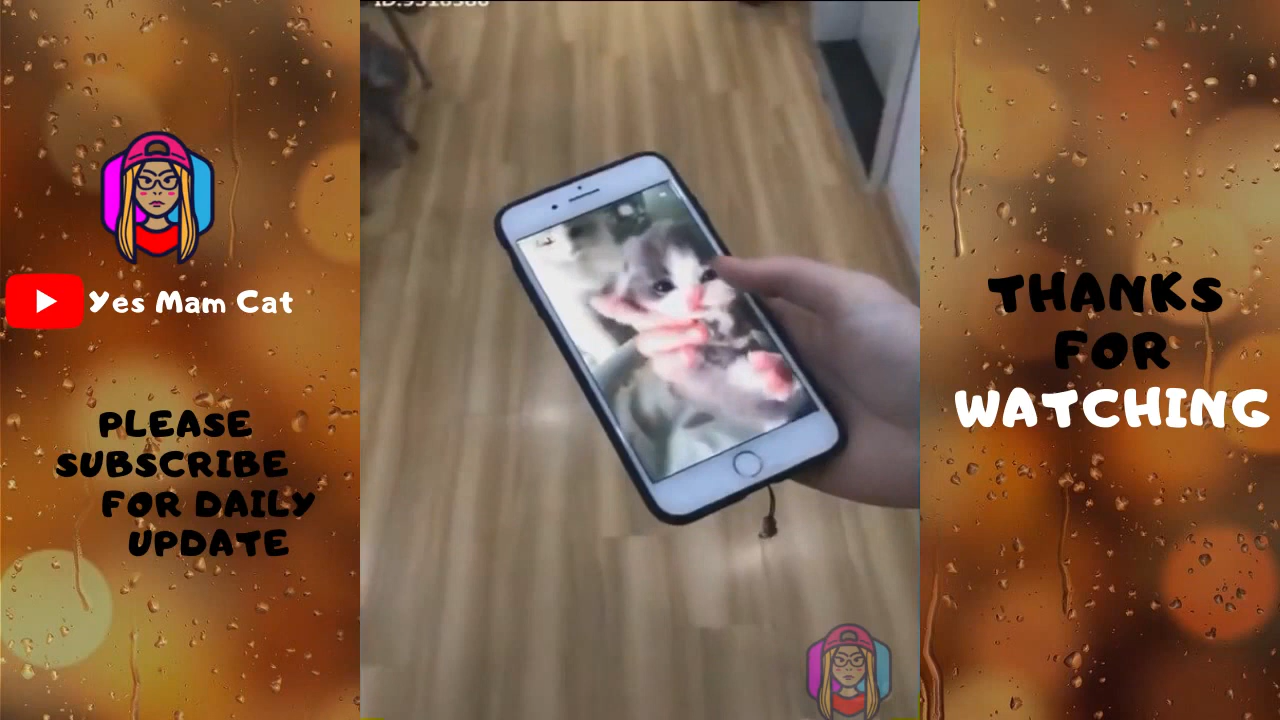 Yes Mam Cat
PLEASE
SUBSCRIBE
FOR DAILY
UPDATE
THANKS
FOR
WATCHING